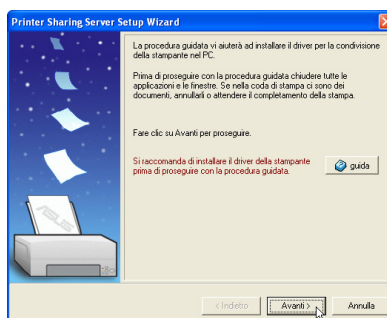 Printer Sharing Server Setup Wizard
La procedura guidata vi aiuterà ad installare il driver per la condivisione
della stampante nel PC.
Prima di proseguire con la procedura guidata chiudere tutte le
applicazioni e le finestre. Se nella coda di stampa ci sono dei
documenti, annullarli o attendere il completamento della stampa.
Fare clic su Avanti per proseguire.
Si raccomanda di installare il driver della stampante
prima di proseguire con la procedura guidata.
guida
ASUS
< Indietro
Avanti >
Annulla